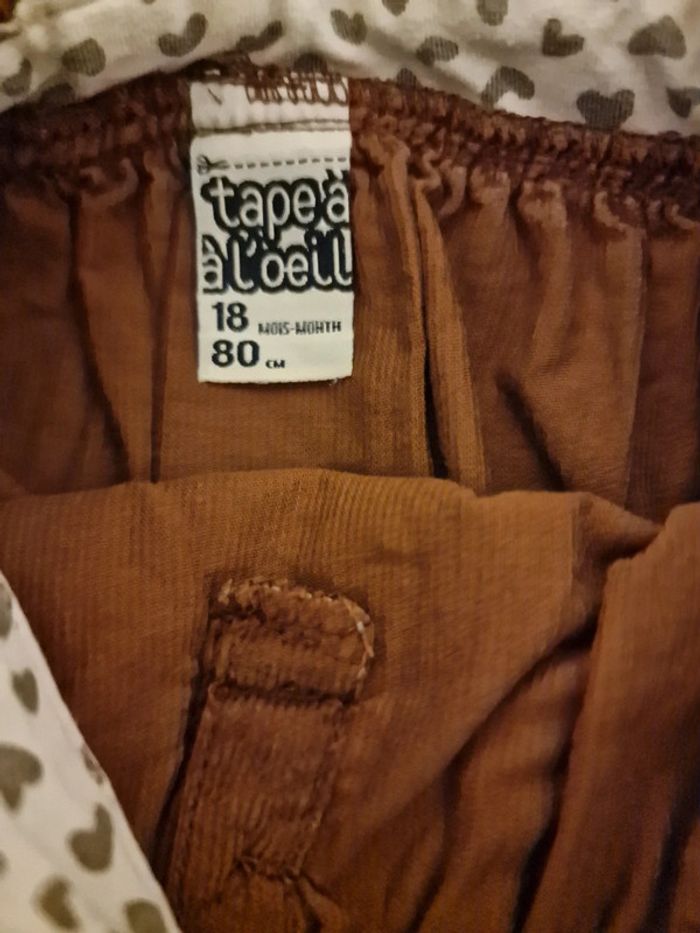 tape à
à l'oeil
18 MOIS-MONTH
80 CM